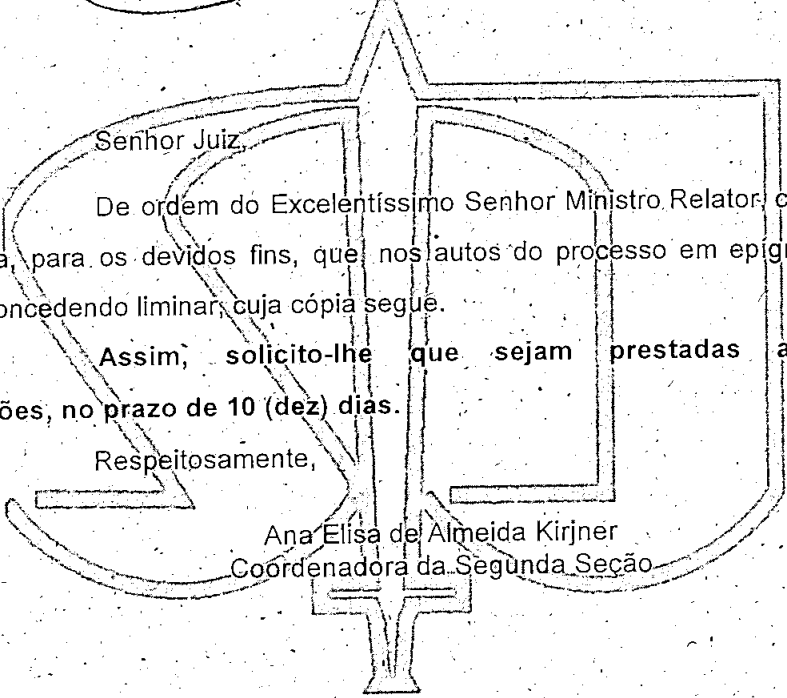 Senhor Juiz,
De ordem do Excelentíssimo Senhor Ministro Relator, c
a, para os devidos fins, que, nos autos do processo em epígr
oncedendo liminar, cuja cópia segue.
Assim, solicito-lhe que sejam prestadas a
ões, no prazo de 10 (dez) dias.
Respeitosamente,
Ana Elisa de Almeida Kirjner
Coordenadora da Segunda Seção